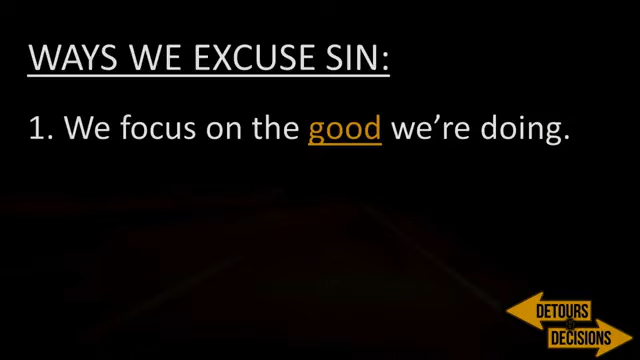 WAYS WE EXCUSE SIN:
1. We focus on the good we're doing.
DETOURS
&
DECISIONS